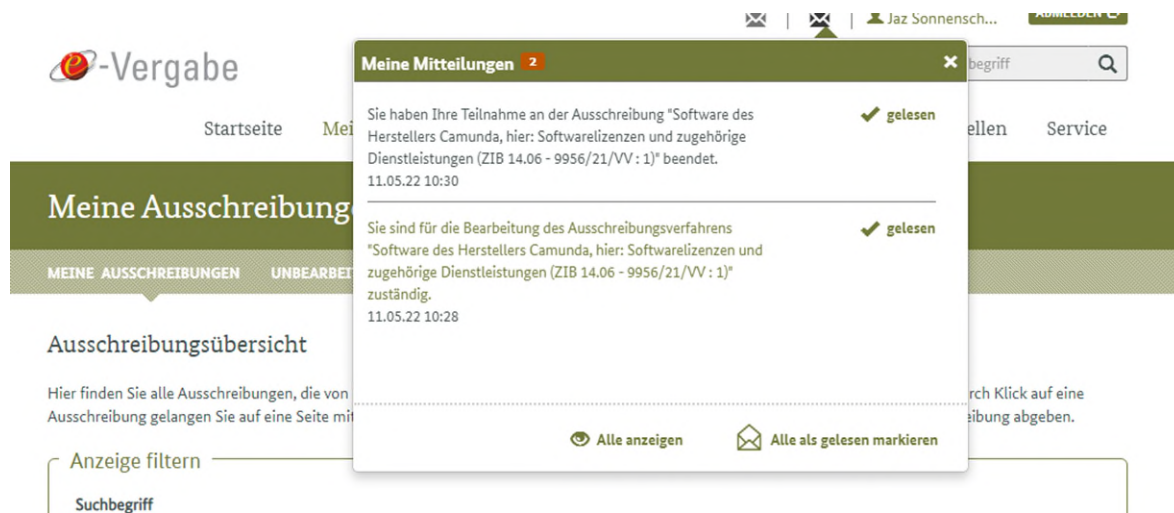 Jaz Sonnensch...
ABMELDEN
e-Vergabe
Meine Mitteilungen 2
begriff
Sie haben Ihre Teilnahme an der Ausschreibung "Software des
Herstellers Camunda, hier: Softwarelizenzen und zugehörige
Dienstleistungen (ZIB 14.06 - 9956/21/VV : 1)" beendet.
11.05.22 10:30
gelesen
Startseite Mei
ellen Service
Meine Ausschreibunge
Sie sind für die Bearbeitung des Ausschreibungsverfahrens
"Software des Herstellers Camunda, hier: Softwarelizenzen und
zugehörige Dienstleistungen (ZIB 14.06 - 9956/21/VV : 1)"
zuständig.
11.05.22 10:28
gelesen
MEINE AUSSCHREIBUNGEN UNBEARBEI
Ausschreibungsübersicht
Hier finden Sie alle Ausschreibungen, die von
rch Klick auf eine
Ausschreibung gelangen Sie auf eine Seite mit
eibung abgeben.
Alle anzeigen Alle als gelesen markieren
Anzeige filtern
Suchbegriff